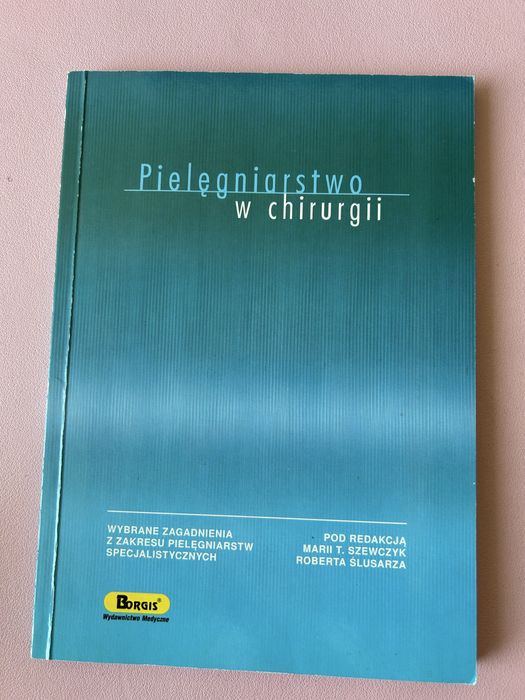 Pielęgniarstwo
w chirurgii
WYBRANE ZAGADNIENIA
Z ZAKRESU PIELĘGNIARSTW
SPECJALISTYCZNYCH
POD REDAKCJĄ
MARII T. SZEWCZYK
ROBERTA ŚLUSARZA
BORGIS®
Wydawnictwo Medyczne